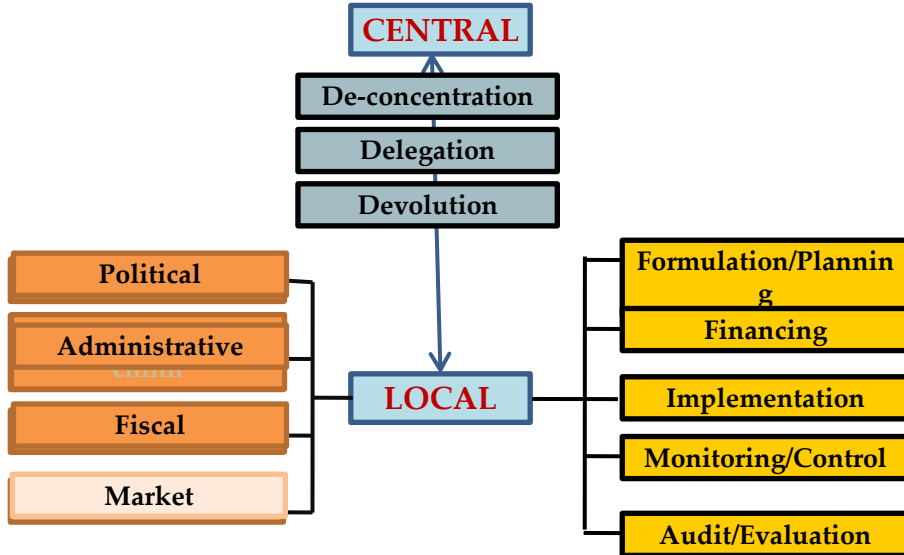 CENTRAL
De-concentration
Delegation
Devolution
Political
Administrative
Fiscal
Market
LOCAL
Formulation/Plannin
g
Financing
Implementation
Monitoring/Control
Audit/Evaluation